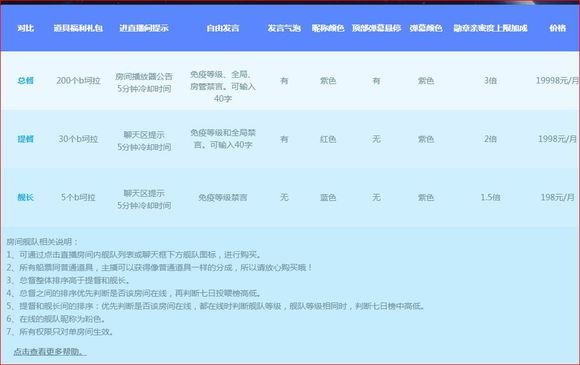 对比 道具福利礼包 进直播间提示 自由发言 发言气泡 昵称颜色 顶部弹幕悬停 弹幕颜色 勋章亲密度上限加成 价格
总督 200个b坷拉 房间播放器公告 5分钟冷却时间 免疫等级、全局、房管禁言。可输入40字 有 紫色 有 紫色 3倍 19998元/月
提督 30个b坷拉 聊天区提示 5分钟冷却时间 免疫等级和全局禁言。可输入40字 有 红色 无 紫色 2倍 1998元/月
舰长 5个b坷拉 聊天区提示 5分钟冷却时间 免疫等级禁言 无 蓝色 无 紫色 1.5倍 198元/月
房间舰队相关说明：
1、可通过点击直播房间内舰队列表或聊天框下方舰队图标，进行购买。
2、所有船票同普通道具，主播可以获得像普通道具一样的分成，所以请放心购买哦！
3、总督整体排序高于提督和舰长。
4、总督之间的排序优先判断是否该房间在线，再判断七日投喂榜高低。
5、提督和舰长间的排序：优先判断是否该房间在线，都在线时判断舰队等级，舰队等级相同时，判断七日榜中高低。
6、在线的舰队昵称为粉色。
7、所有权限只对单房间生效。
点击查看更多帮助。